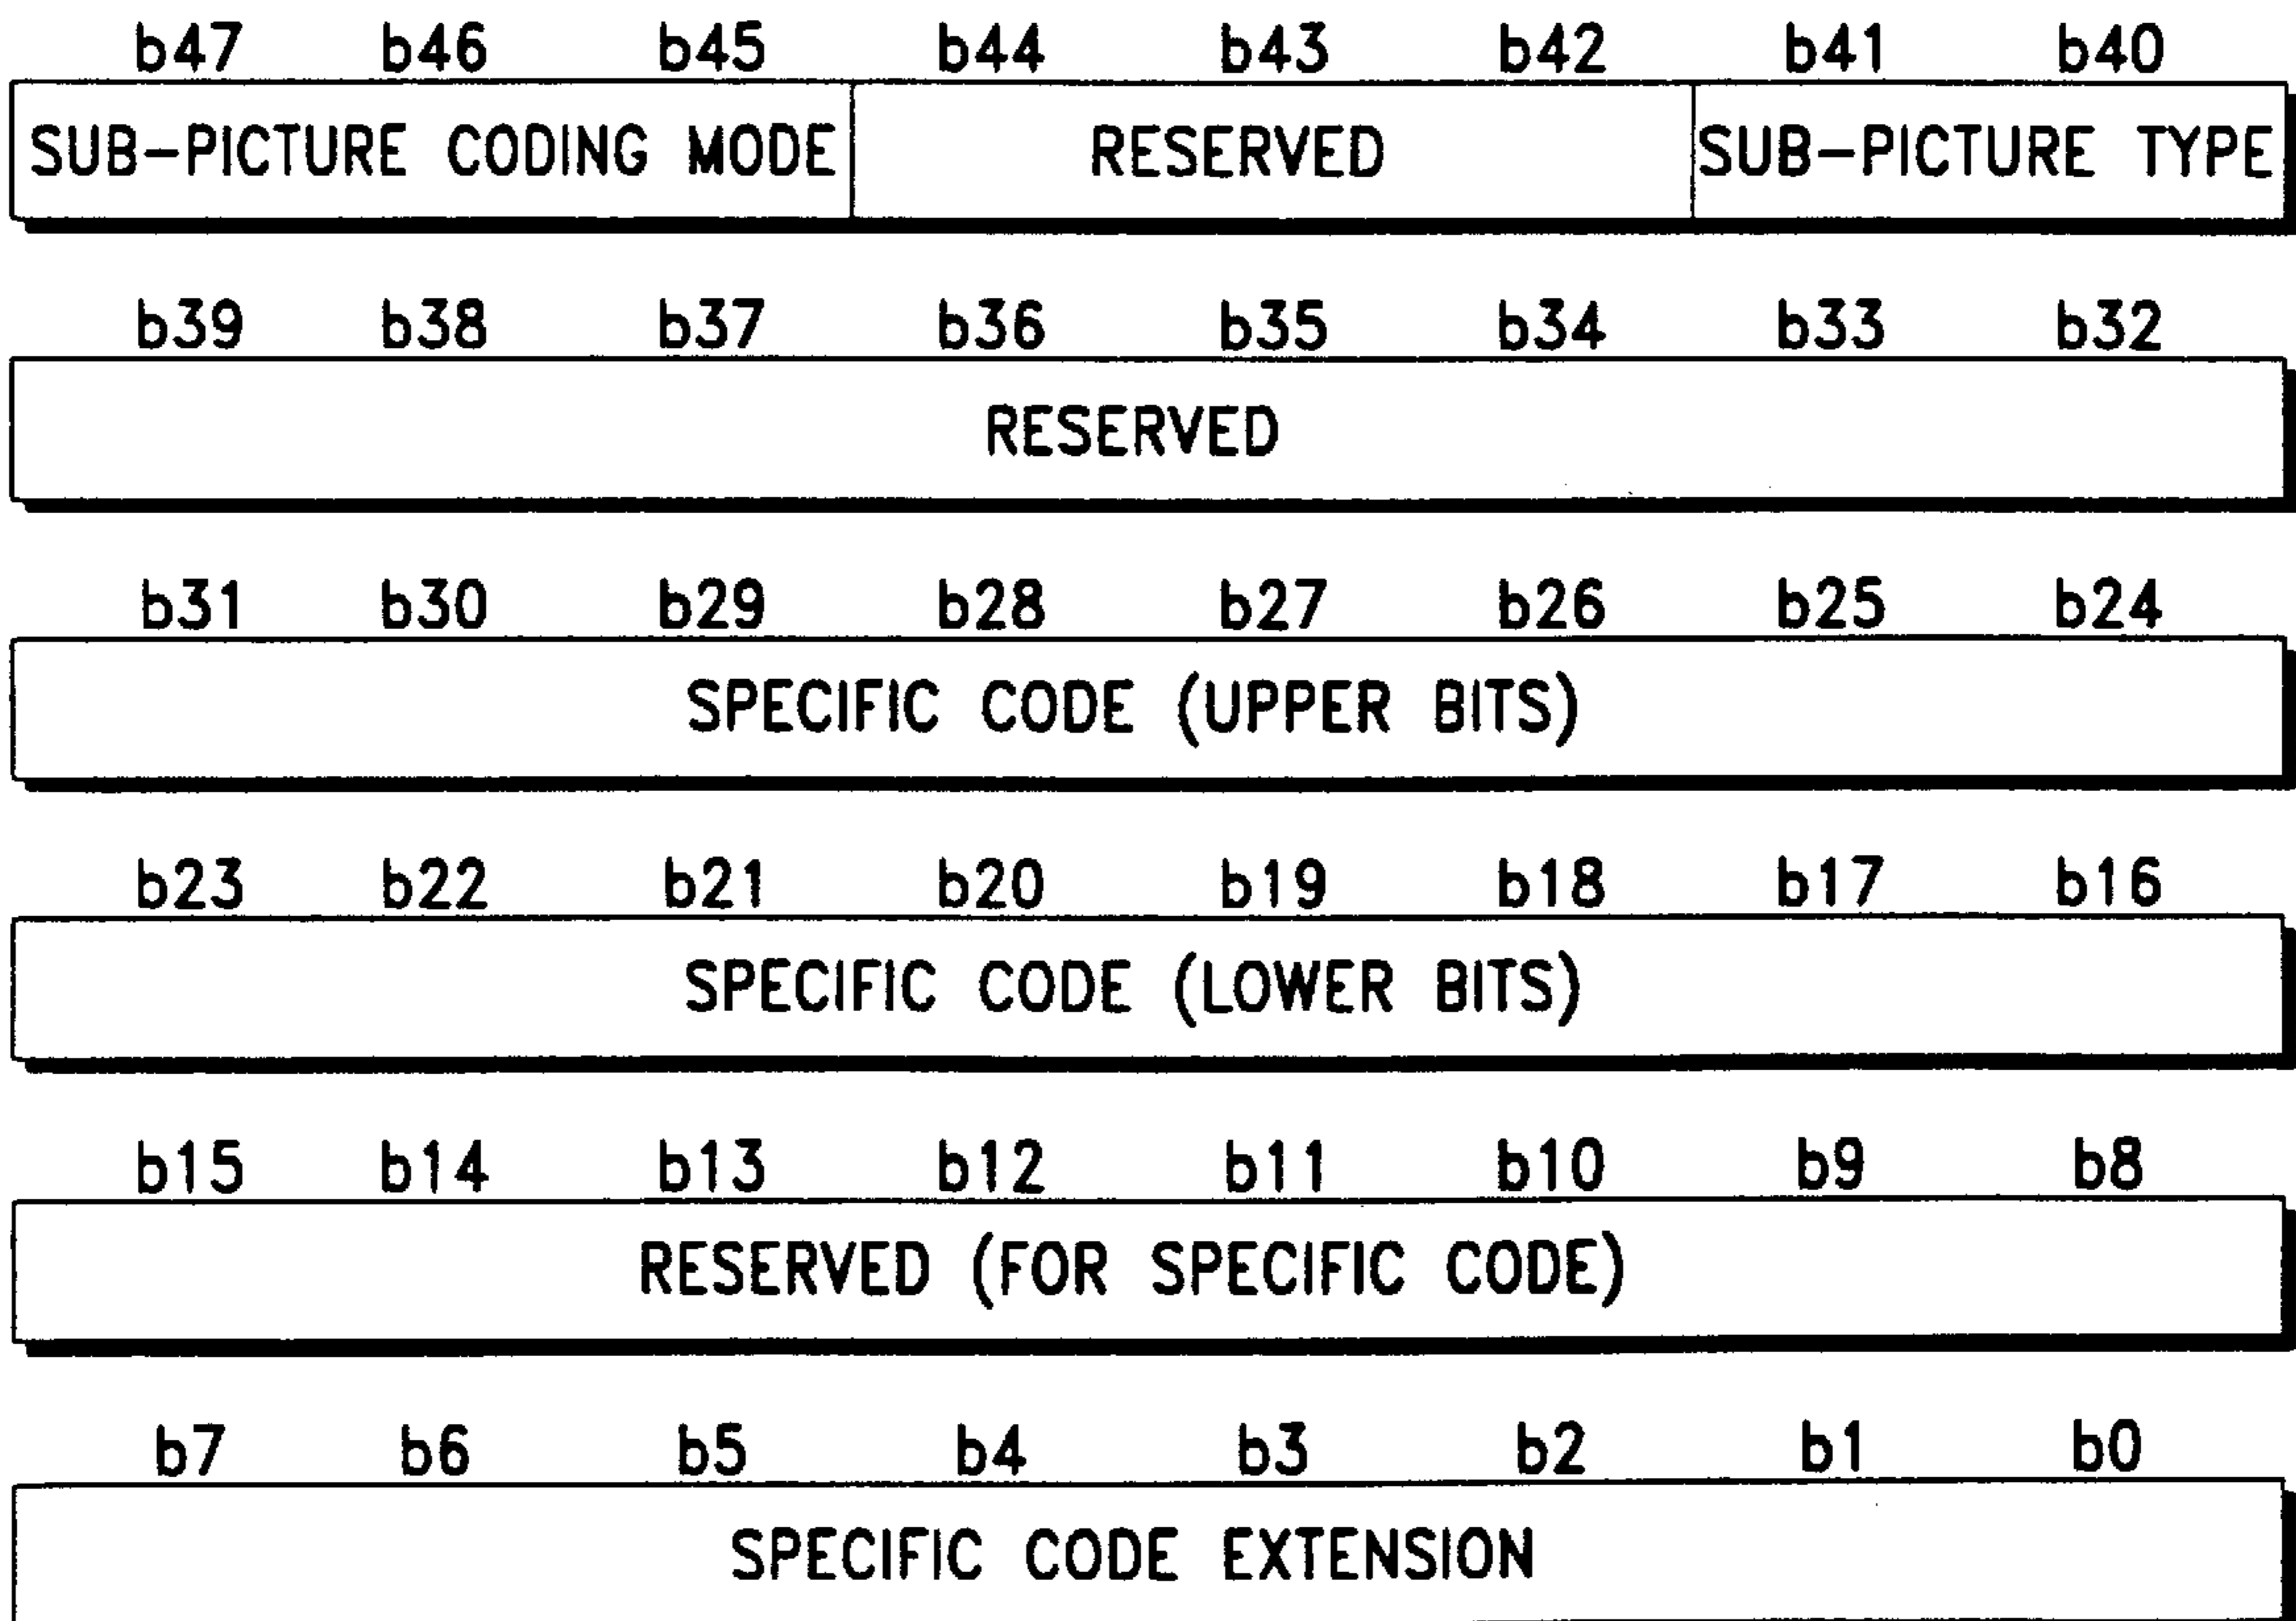 b47 b46 b45 b44 b43 b42 b41 b40
SUB-PICTURE CODING MODE RESERVED SUB-PICTURE TYPE
b39 b38 b37 b36 b35 b34 b33 b32
RESERVED
b31 b30 b29 b28 b27 b26 b25 b24
SPECIFIC CODE (UPPER BITS)
b23 b22 b21 b20 b19 b18 b17 b16
SPECIFIC CODE (LOWER BITS)
b15 b14 b13 b12 b11 b10 b9 b8
RESERVED (FOR SPECIFIC CODE)
b7 b6 b5 b4 b3 b2 b1 b0
SPECIFIC CODE EXTENSION